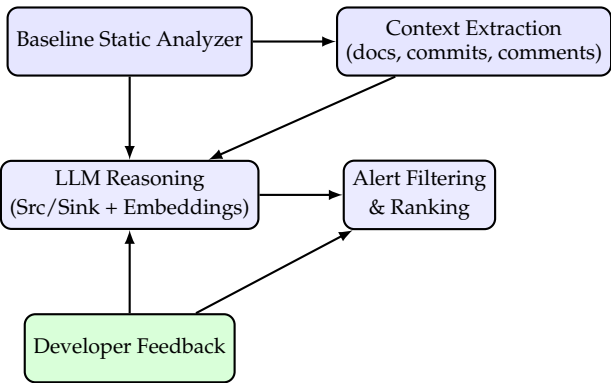 Baseline Static Analyzer
Context Extraction
(docs, commits, comments)
LLM Reasoning
(Src/Sink + Embeddings)
Alert Filtering
& Ranking
Developer Feedback